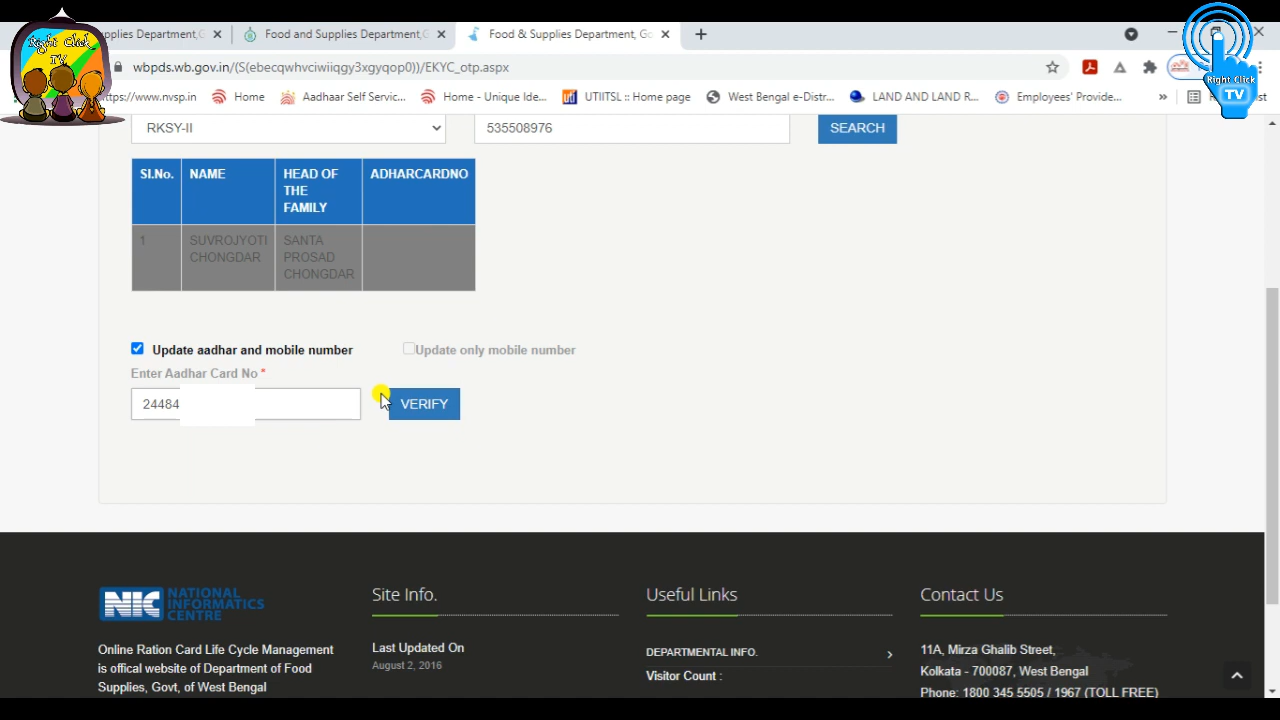 Right Click
TV
upplies Department,G
Food and Supplies Department,G
Food & Supplies Department, Go
wbpds.wb.gov.in/(S(ebecqwhvciwiiqgy3xgyqop0))/EKYC_otp.aspx
https://www.nvsp.in
Home
Aadhaar Self Servic...
Home - Unique Ide...
UTIITSL :: Home page
West Bengal e-Distr...
LAND AND LAND R...
Employees' Provide...
»
Right Click
TV
RKSY-II
535508976
SEARCH
Sl.No.
NAME
HEAD OF THE FAMILY
ADHARCARDNO
1
SUVROJYOTI CHONGDAR
SANTA PROSAD CHONGDAR
Update aadhar and mobile number
Update only mobile number
Enter Aadhar Card No *
24484
VERIFY
NIC NATIONAL INFORMATICS CENTRE
Online Ration Card Life Cycle Management
is offical website of Department of Food
Supplies, Govt, of West Bengal
Site Info.
Last Updated On
August 2, 2016
Useful Links
DEPARTMENTAL INFO.
Visitor Count :
Contact Us
11A, Mirza Ghalib Street,
Kolkata - 700087, West Bengal
Phone: 1800 345 5505 / 1967 (TOLL FREE)